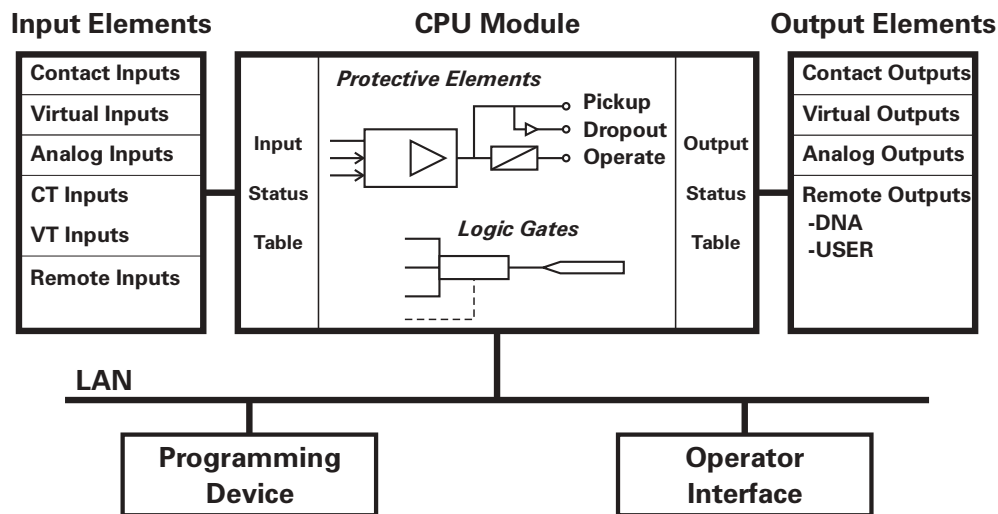 Input Elements
CPU Module
Output Elements
Contact Inputs
Virtual Inputs
Analog Inputs
CT Inputs
VT Inputs
Remote Inputs
Input
Status
Table
Protective Elements
Pickup
Dropout
Operate
Logic Gates
Output
Status
Table
Contact Outputs
Virtual Outputs
Analog Outputs
Remote Outputs
-DNA
-USER
LAN
Programming
Device
Operator
Interface